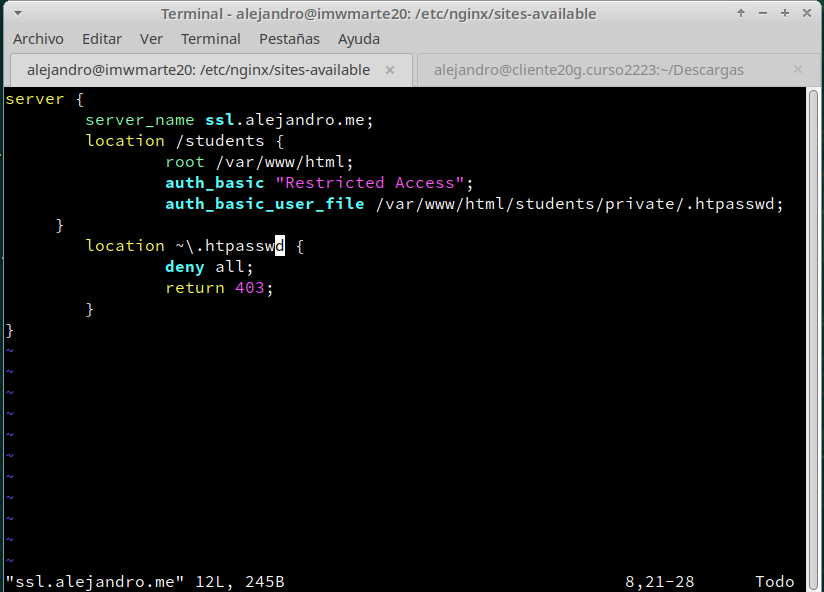 Terminal - alejandro@imwmarte20: /etc/nginx/sites-available
Archivo Editar Ver Terminal Pestañas Ayuda
alejandro@imwmarte20: /etc/nginx/sites-available × alejandro@cliente20g.curso2223:~/Descargas ×
server {
        server_name ssl.alejandro.me;
        location /students {
                root /var/www/html;
                auth_basic "Restricted Access";
                auth_basic_user_file /var/www/html/students/private/.htpasswd;
     }
        location ~\.htpasswd {
                deny all;
                return 403;
        }
}
~
~
~
~
~
~
~
~
~
~
~
"ssl.alejandro.me" 12L, 245B 8,21-28 Todo